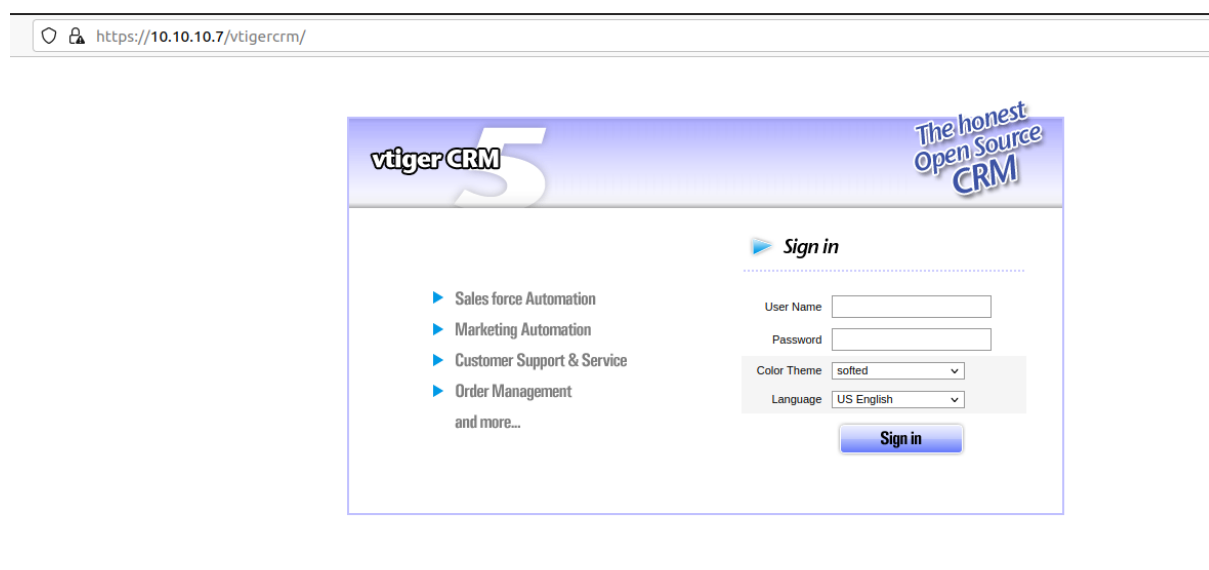 https://10.10.10.7/vtigercrm/
vtiger CRM 5
The honest
Open Source
CRM
Sign in
Sales force Automation
Marketing Automation
Customer Support & Service
Order Management
and more...
User Name
Password
Color Theme softed
Language US English
Sign in